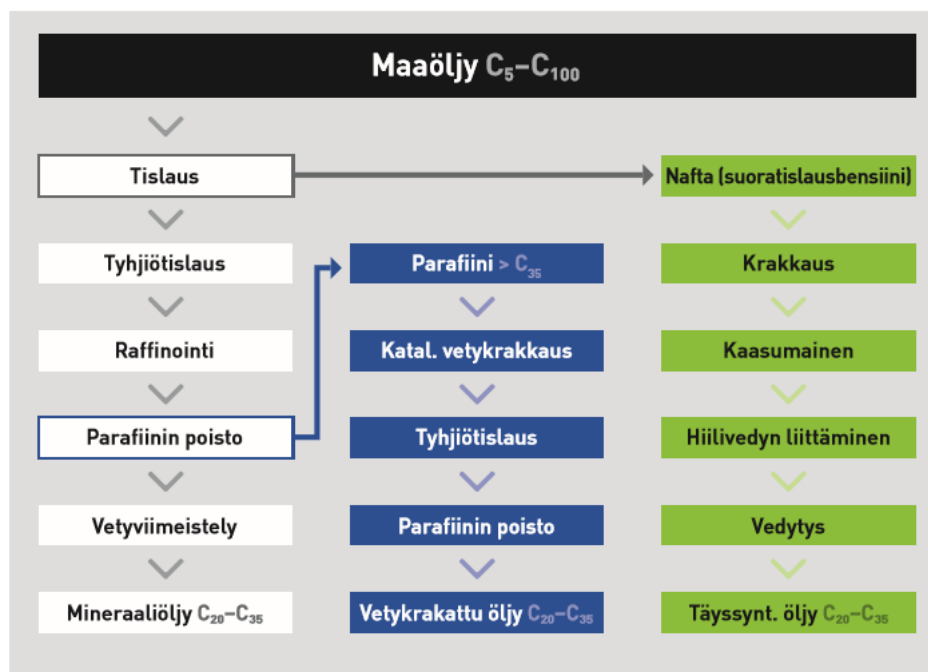 Maaöljy C₅–C₁₀₀
Tislaus
Nafta (suoratislausbensiini)
Tyhjiötislaus
Parafiini > C₃₅
Krakkaus
Raffinointi
Katal. vetykrakkaus
Kaasumainen
Parafiinin poisto
Tyhjiötislaus
Hiilivedyn liittäminen
Vetyviimeistely
Parafiinin poisto
Vedytys
Mineraaliöljy C₂₀–C₃₅
Vetykrakattu öljy C₂₀–C₃₅
Täyssynt. öljy C₂₀–C₃₅